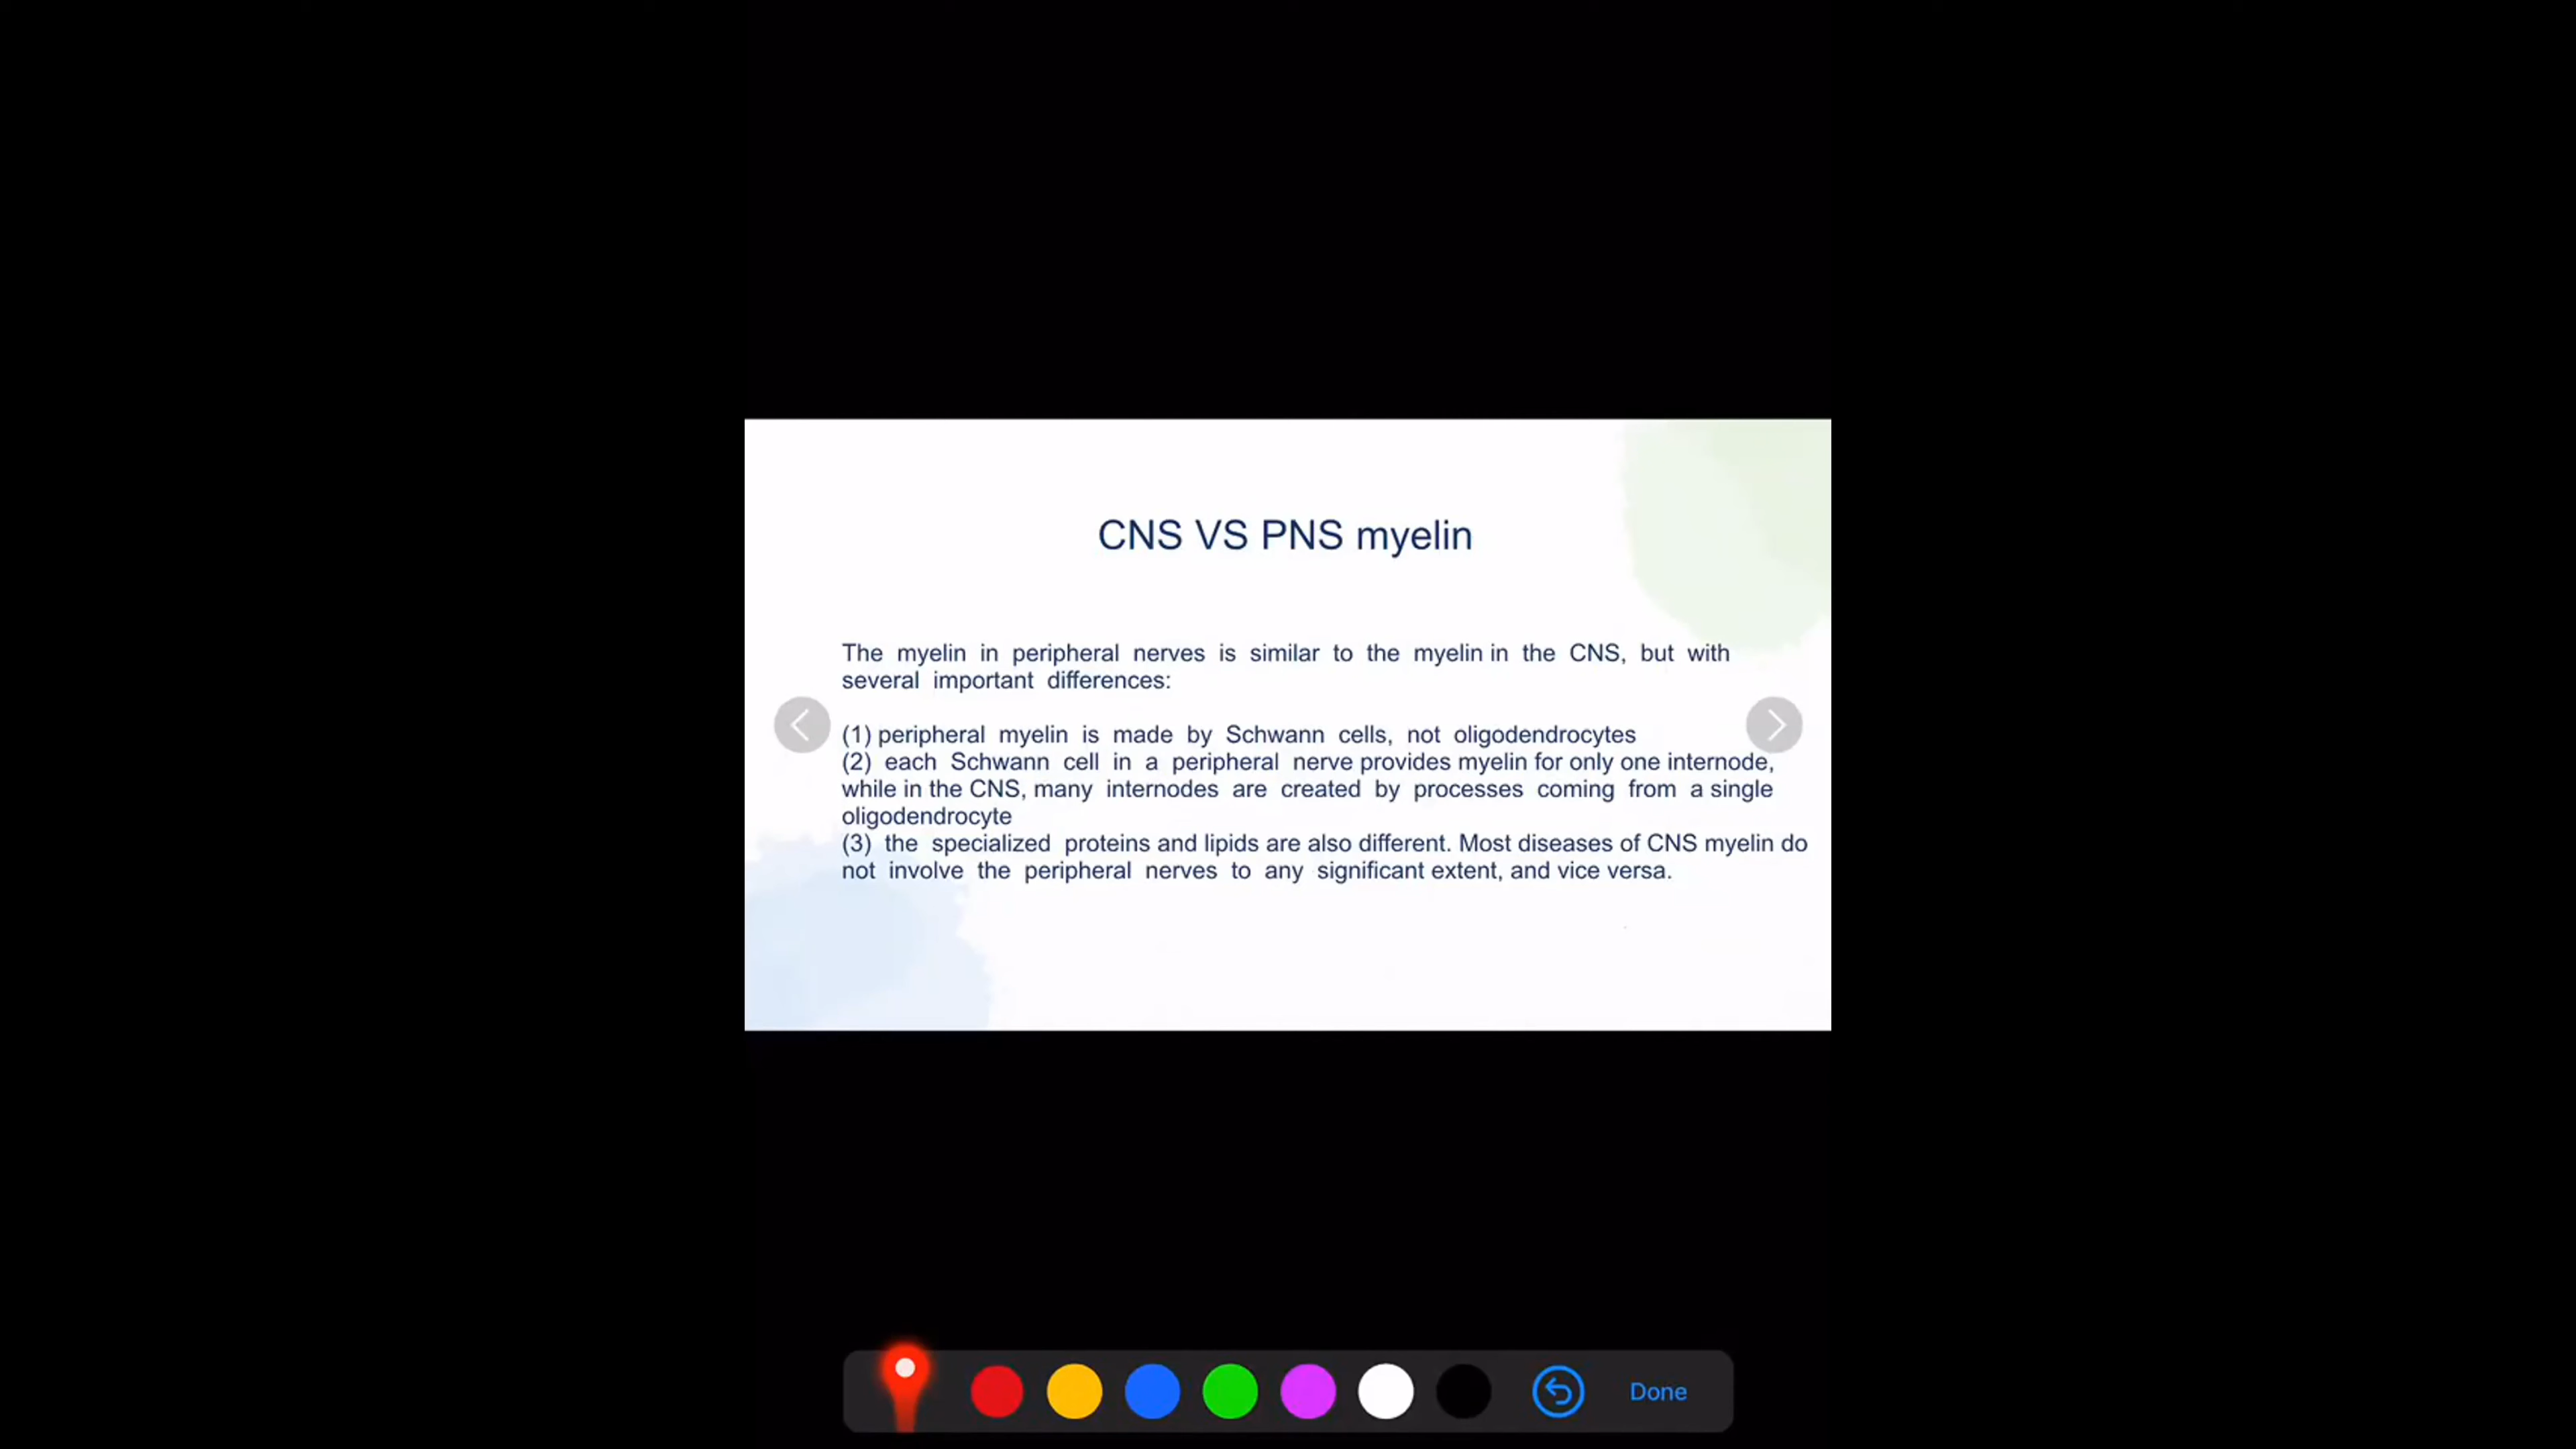 CNS VS PNS myelin
The myelin in peripheral nerves is similar to the myelin in the CNS, but with
several important differences:
(1) peripheral myelin is made by Schwann cells, not oligodendrocytes
(2) each Schwann cell in a peripheral nerve provides myelin for only one internode,
while in the CNS, many internodes are created by processes coming from a single
oligodendrocyte
(3) the specialized proteins and lipids are also different. Most diseases of CNS myelin do
not involve the peripheral nerves to any significant extent, and vice versa.
Done